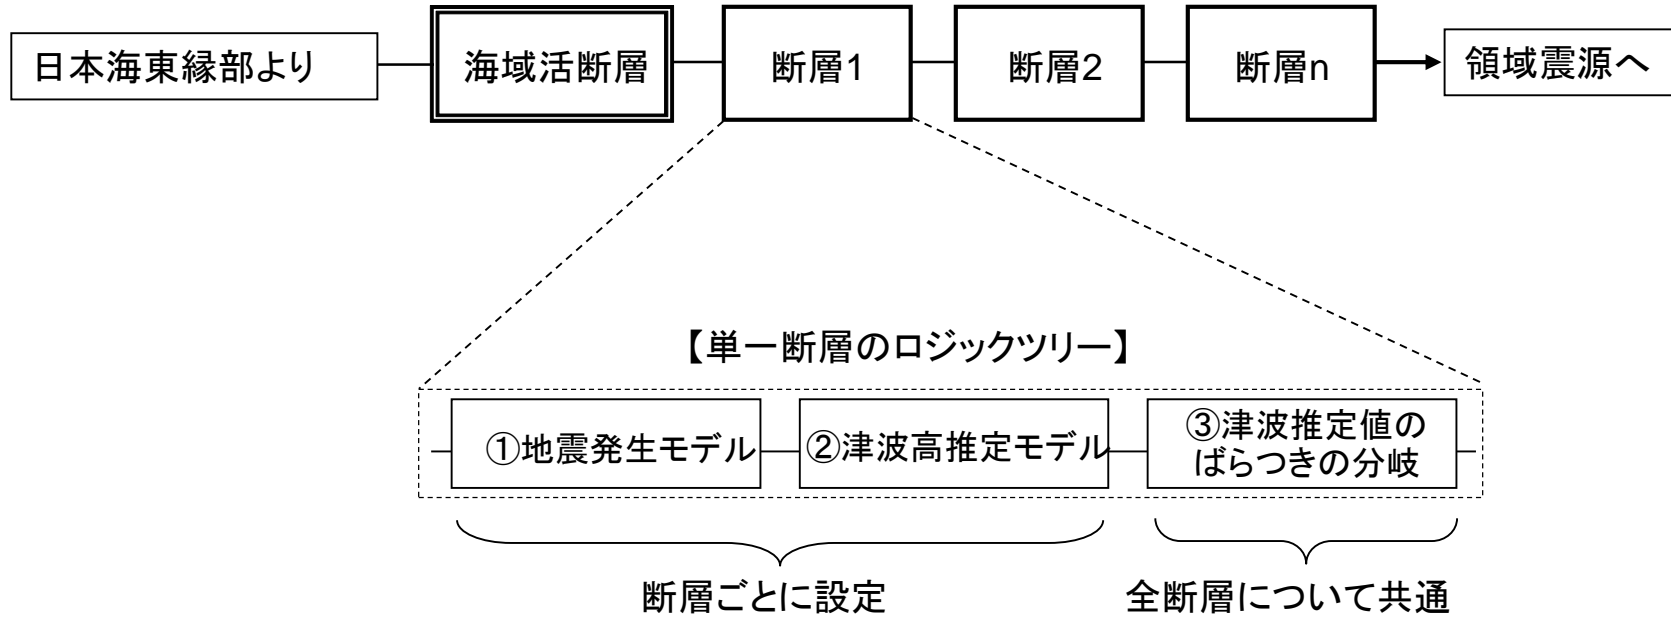 日本海東縁部より
海域活断層
断層1
断層2
断層n
領域震源へ
【単一断層のロジックツリー】
①地震発生モデル
②津波高推定モデル
③津波推定値の
ばらつきの分岐
断層ごとに設定
全断層について共通